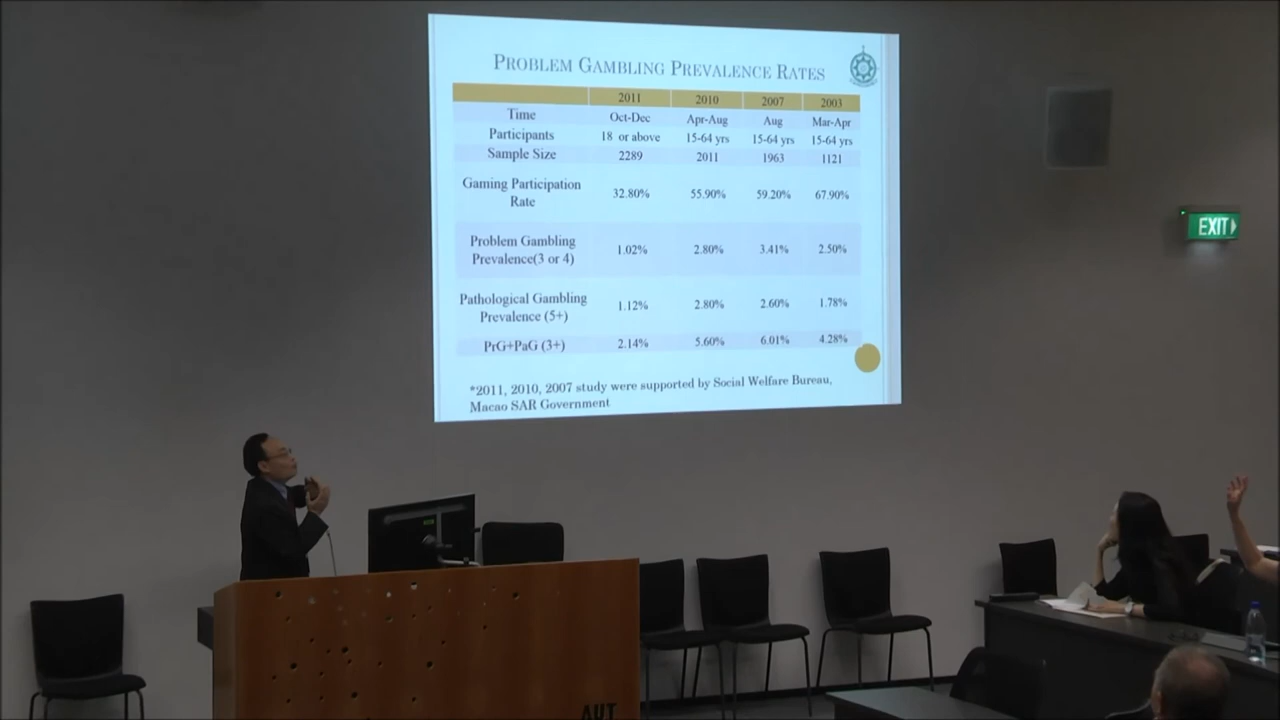 PROBLEM GAMBLING PREVALENCE RATES
2011 2010 2007 2003
Time Oct-Dec Apr-Aug Aug Mar-Apr
Participants 18 or above 15-64 yrs 15-64 yrs 15-64 yrs
Sample Size 2289 2011 1963 1121
Gaming Participation
Rate 32.80% 55.90% 59.20% 67.90%
Problem Gambling
Prevalence(3 or 4) 1.02% 2.80% 3.41% 2.50%
Pathological Gambling
Prevalence (5+) 1.12% 2.80% 2.60% 1.78%
PrG+PaG (3+) 2.14% 5.60% 6.01% 4.28%
*2011, 2010, 2007 study were supported by Social Welfare Bureau,
Macao SAR Government
EXIT
AUT